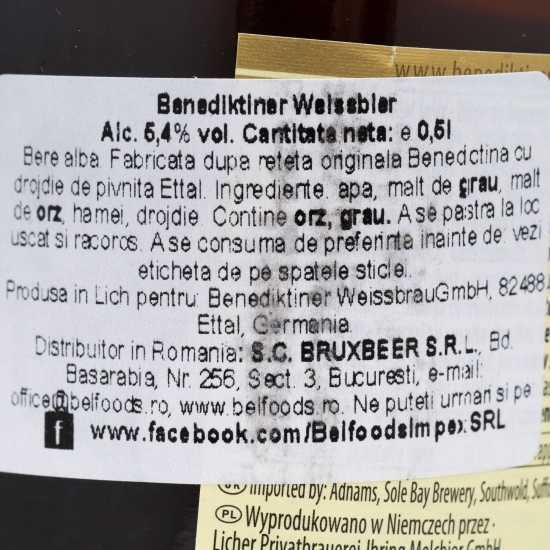 www.benediktin
Benediktiner Weissbier
Alc. 5,4% vol. Cantitate neta: e 0,5l
Bere alba. Fabricata dupa reteta originala Benedictina cu
drojdie de pivnita Ettal. Ingrediente: apa, malt de grau, malt
de orz, hamei, drojdie. Contine orz, grau. A se pastra la loc
uscat si racoros. A se consuma de preferinta inainte de: vezi
eticheta de pe spatele sticlei.
Produsa in Lich pentru: Benediktiner WeissbrauGmbH, 82488
Ettal, Germania.
Distribuitor in Romania: S.C. BRUXBEER S.R.L., Bd.
Basarabia, Nr. 256, Sect. 3, Bucuresti, e-mail:
office@belfoods.ro, www.belfoods.ro. Ne puteti urmari si pe
f www.facebook.com/BelfoodsImpexSRL
UK Imported by: Adnams, Sole Bay Brewery, Southwold, Suff
PL Wyprodukowano w Niemczech przez
Licher Privatbrauerei Ihring Melchior GmbH